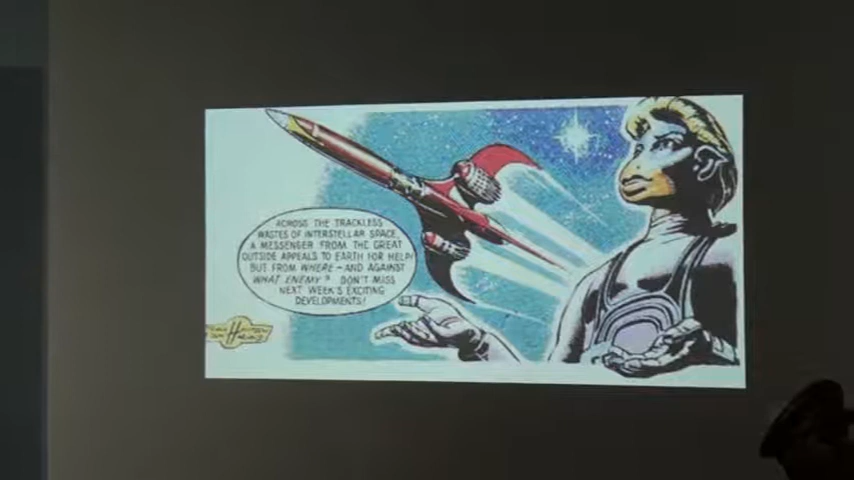 ACROSS THE TRACKLESS
WASTES OF INTERSTELLAR SPACE,
A MESSENGER FROM THE GREAT
OUTSIDE APPEALS TO EARTH FOR HELP!
BUT FROM WHERE - AND AGAINST
WHAT ENEMY? DON'T MISS
NEXT WEEK'S EXCITING
DEVELOPMENTS!